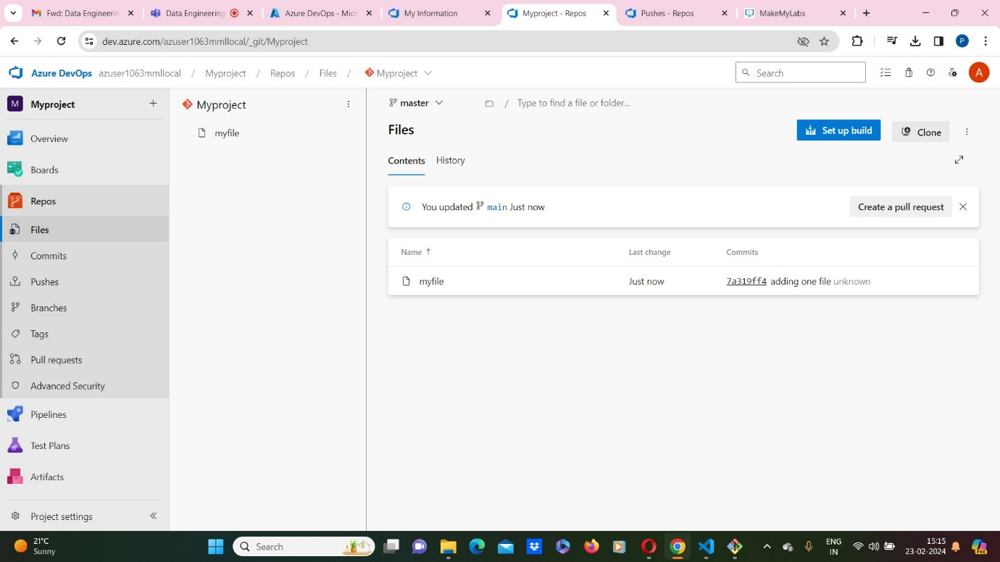 Fwd: Data Engineerin
Data Engineering
Azure DevOps - Micr
My Information
Myproject - Repos
Pushes - Repos
MakeMyLabs
dev.azure.com/azuser1063mmllocal/_git/Myproject
P
Azure DevOps azuser1063mmllocal / Myproject / Repos / Files / Myproject
Search
A
M Myproject
Overview
Boards
Repos
Files
Commits
Pushes
Branches
Tags
Pull requests
Advanced Security
Pipelines
Test Plans
Artifacts
Project settings
Myproject
myfile
master / Type to find a file or folder...
Files
Set up build
Clone
Contents History
You updated main Just now
Create a pull request
Name Last change Commits
myfile Just now 7a319ff4 adding one file unknown
21°C
Sunny
Search
ENG
IN
15:15
23-02-2024
PRE